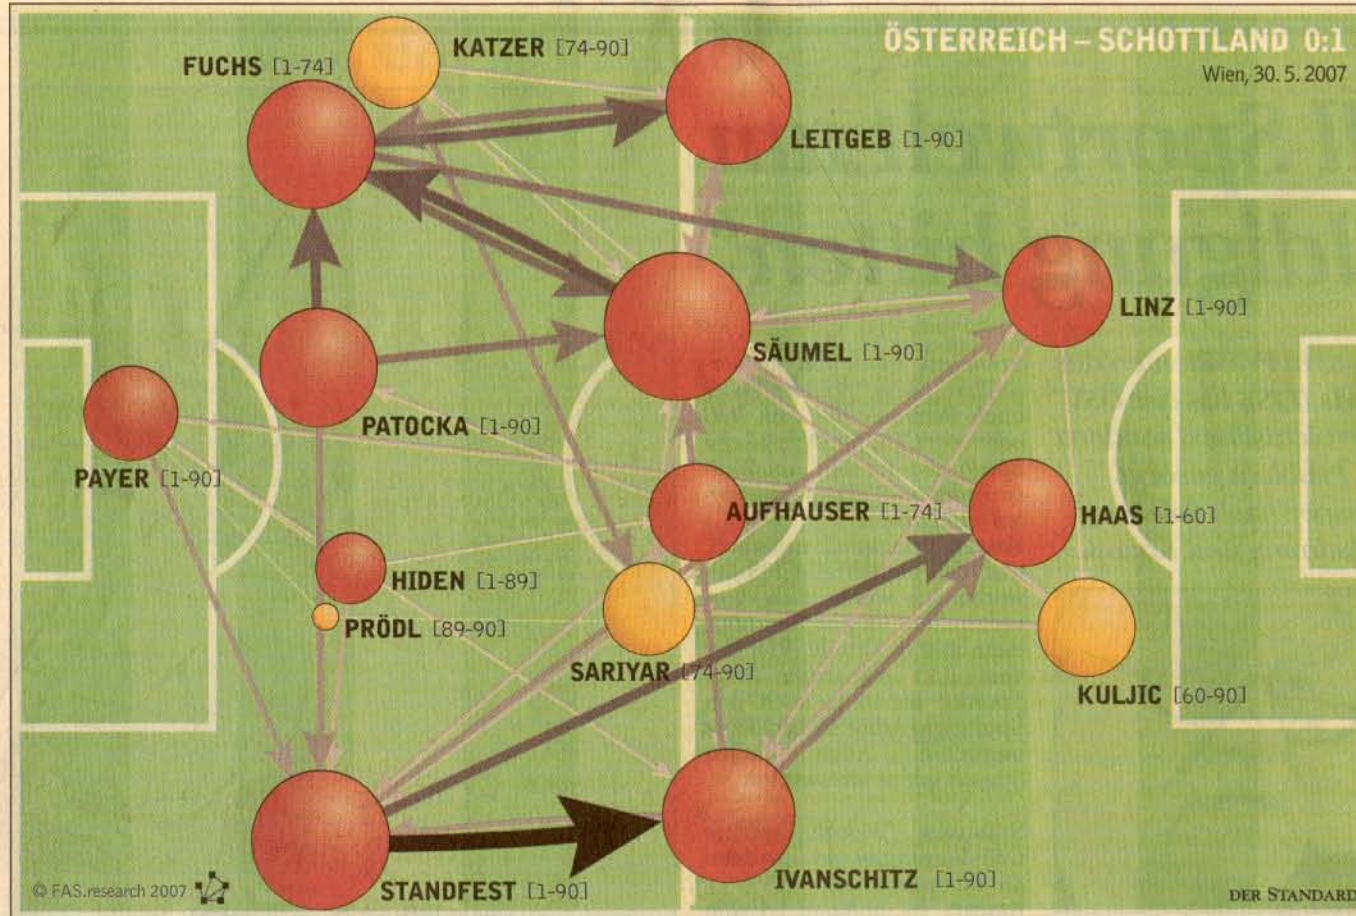 ÖSTERREICH – SCHOTTLAND 0:1
Wien, 30. 5. 2007
KATZER [74-90]
FUCHS [1-74]
LEITGEB [1-90]
LINZ [1-90]
SÄUMEL [1-90]
PATOCKA [1-90]
PAYER [1-90]
AUFHAUSER [1-74]
HAAS [1-60]
HIDEN [1-89]
PRÖDL [89-90]
SARIYAR [74-90]
KULJIC [60-90]
IVANSCHITZ [1-90]
STANDFEST [1-90]
© FAS.research 2007
DER STANDARD